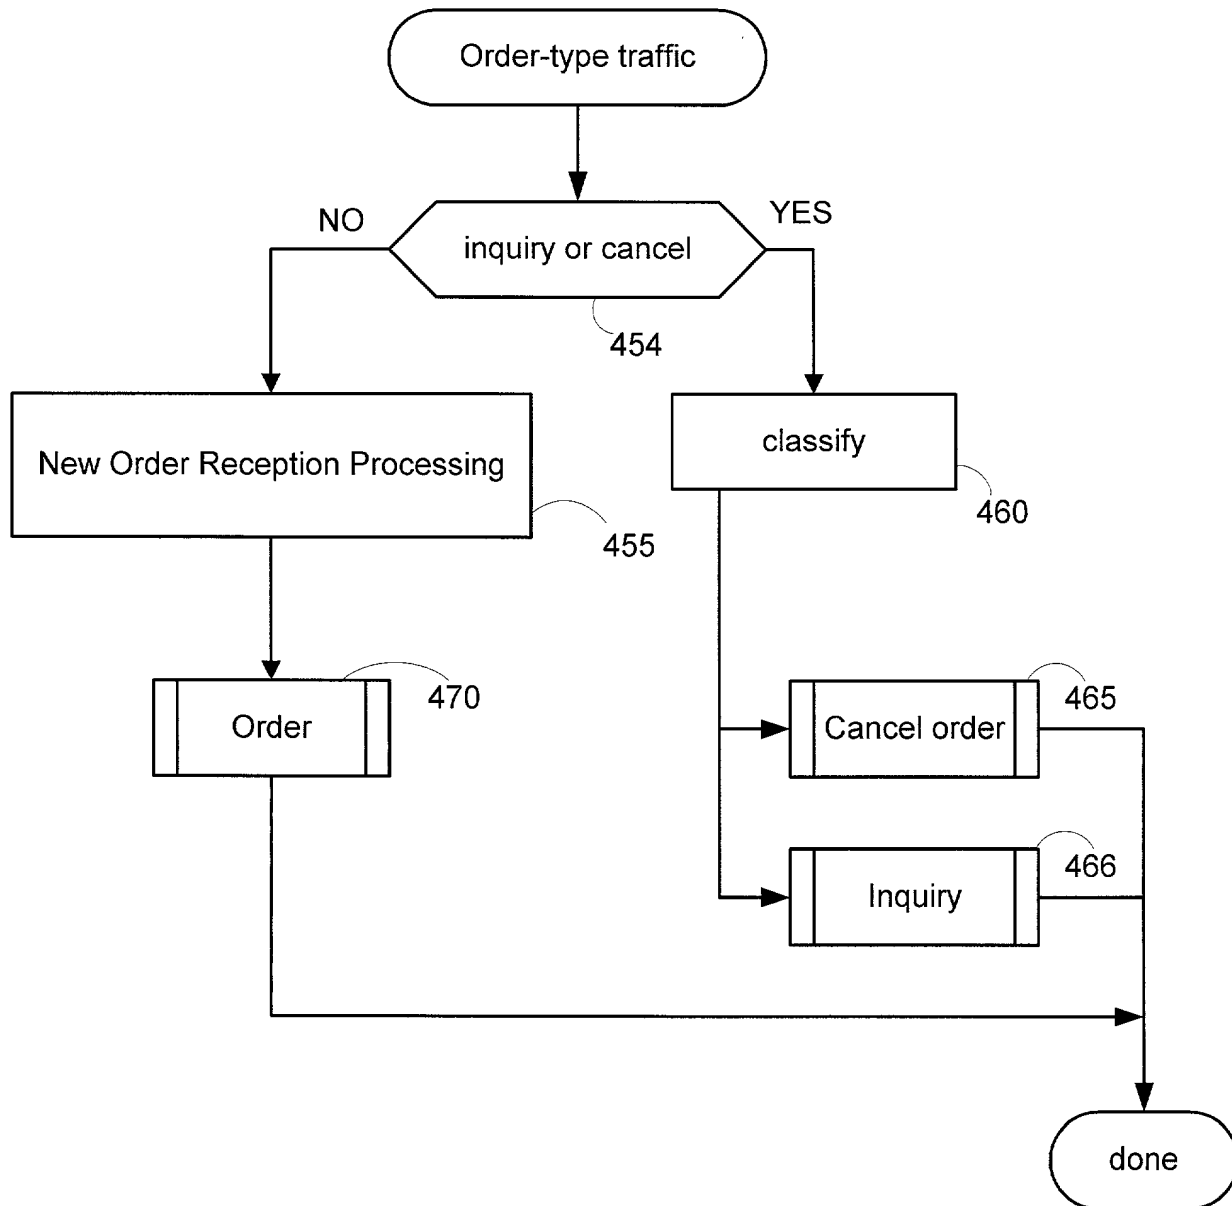 Order-type traffic
NO
YES
inquiry or cancel
454
New Order Reception Processing
classify
455
460
Order
470
Cancel order
465
Inquiry
466
done